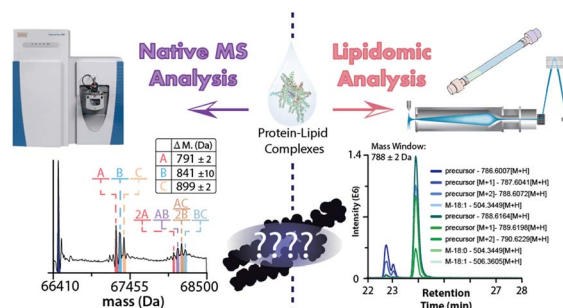 Native MS
Analysis
Lipidomic
Analysis
Protein-Lipid
Complexes
Δ M. (Da)
A 791 ± 2
B 841 ±10
C 899 ± 2
A B C
2A AB AC 2B BC
66410 67455 68500
mass (Da)
????
Mass Window:
788 ± 2 Da
1.4
Intensity (E6)
0
precursor - 786.6007[M+H]
precursor [M+1] - 787.6041[M+H]
precursor [M+2] - 788.6072[M+H]
M-18:1 - 504.3449[M+H]
precursor - 788.6164[M+H]
precursor [M+1] - 789.6198[M+H]
precursor [M+2] - 790.6229[M+H]
M-18:0 - 504.3449[M+H]
M-18:1 - 506.3605[M+H]
22 23 24 27 28
Retention
Time (min)